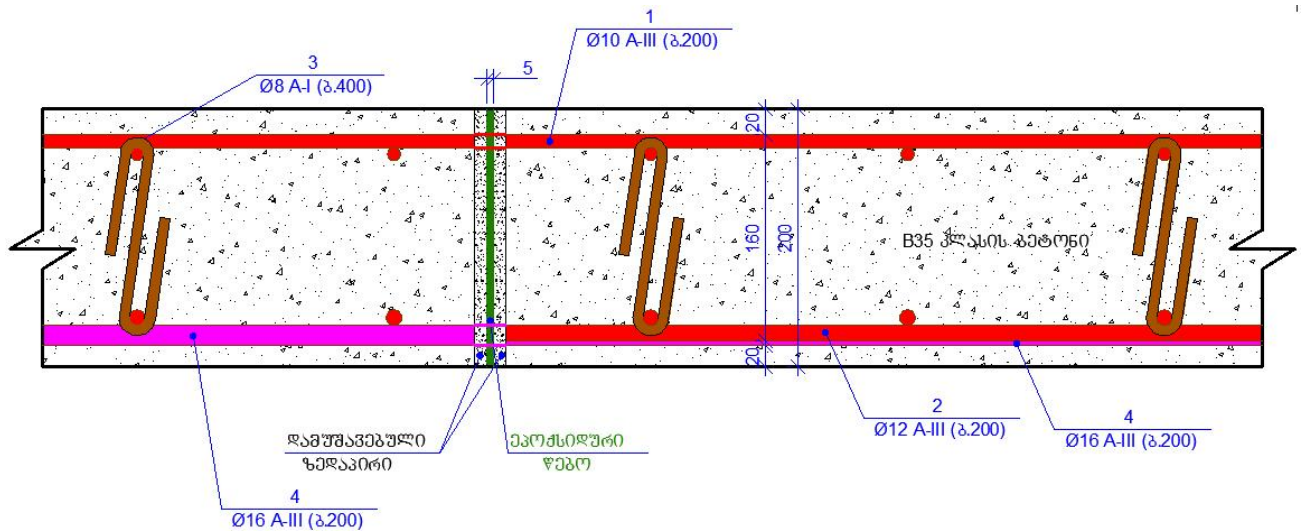 1
Ø10 A-III (ბ.200)
3
Ø8 A-I (ბ.400)
5
20
160
200
B35 კლასის ბეტონი
20
2
Ø12 A-III (ბ.200)
4
Ø16 A-III (ბ.200)
დამუშავებული
ზედაპირი
ეპოქსიდური
წებო
4
Ø16 A-III (ბ.200)